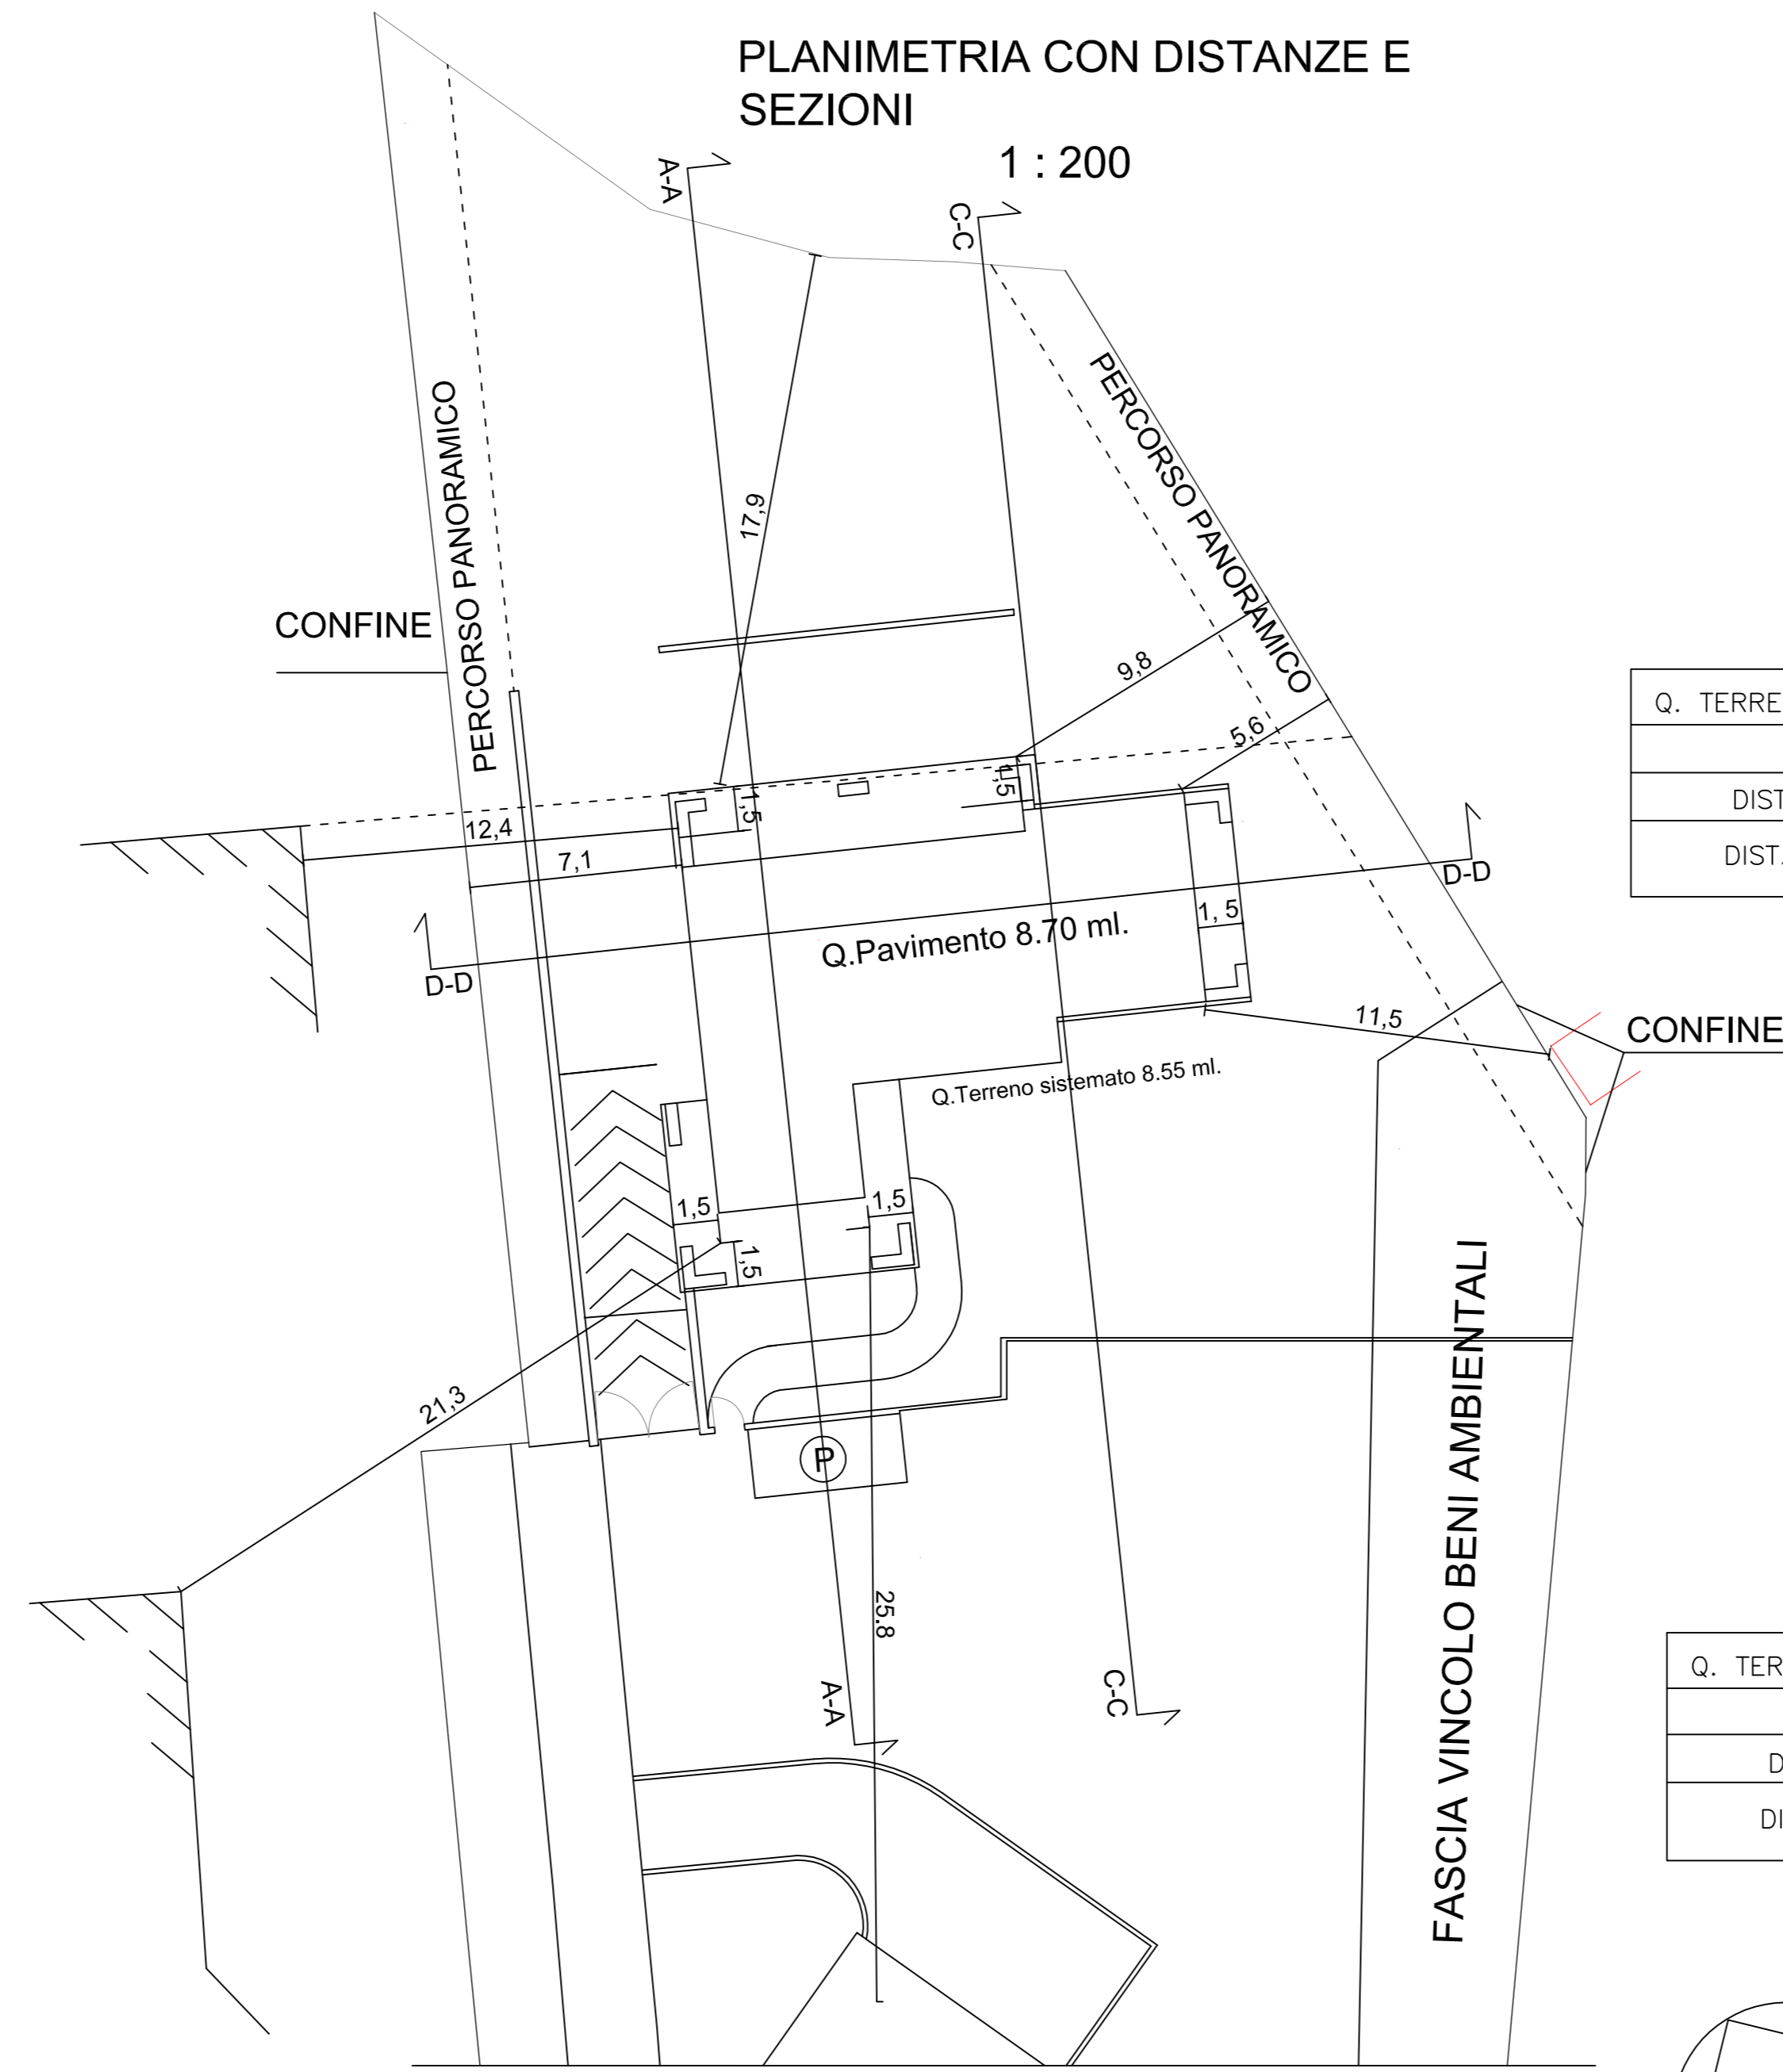 PLANIMETRIA CON DISTANZE E
SEZIONI
1 : 200
A-A
C-C
PERCORSO PANORAMICO
PERCORSO PANORAMICO
17,9
CONFINE
9,8
5,6
Q. TERRE
DIST
DIST.
1,5
1,5
12,4
7,1
D-D
1, 5
Q.Pavimento 8.70 ml.
D-D
11,5
CONFINE
Q.Terreno sistemato 8.55 ml.
1,5
1,5
1,5
21,3
P
25.8
FASCIA VINCOLO BENI AMBIENTALI
A-A
C-C
Q. TER
D
DI